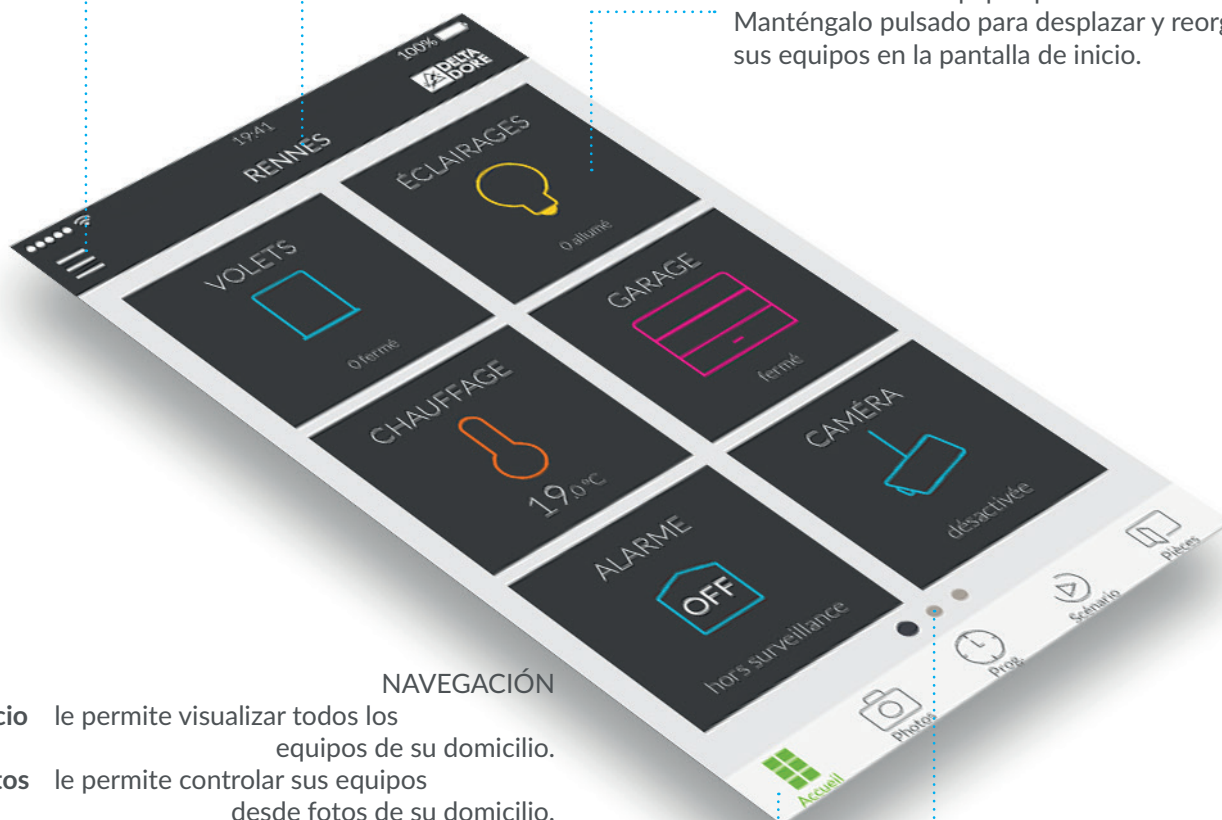 Manténgalo pulsado para desplazar y reorg
sus equipos en la pantalla de inicio.
100%
19:41
DELTA
DORE
RENNES
ÉCLAIRAGES
0 allumé
VOLETS
0 fermé
GARAGE
fermé
CHAUFFAGE
19.0°C
CAMÉRA
désactivée
ALARME
OFF
hors surveillance
Accueil
Photos
Prog.
Scénario
Pièces
NAVEGACIÓN
cio le permite visualizar todos los
equipos de su domicilio.
tos le permite controlar sus equipos
desde fotos de su domicilio.